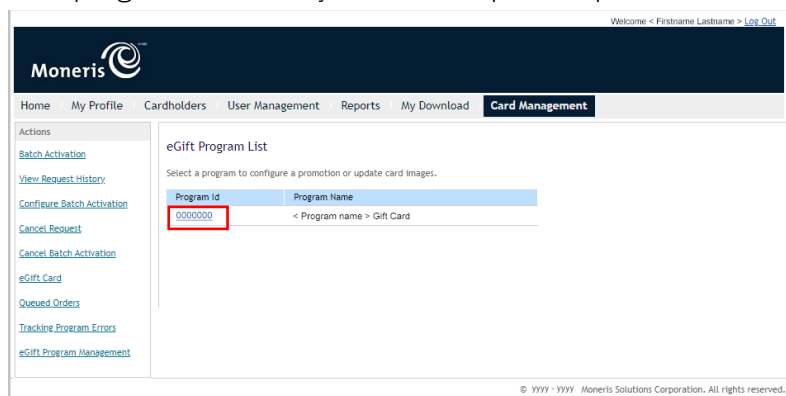 Welcome < Firstname Lastname > Log Out
Moneris
Home My Profile Cardholders User Management Reports My Download Card Management
Actions
Batch Activation
View Request History
Configure Batch Activation
Cancel Request
Cancel Batch Activation
eGift Card
Queued Orders
Tracking Program Errors
eGift Program Management
eGift Program List
Select a program to configure a promotion or update card images.
Program Id Program Name
0000000 < Program name > Gift Card
© YYYY - YYYY Moneris Solutions Corporation. All rights reserved.